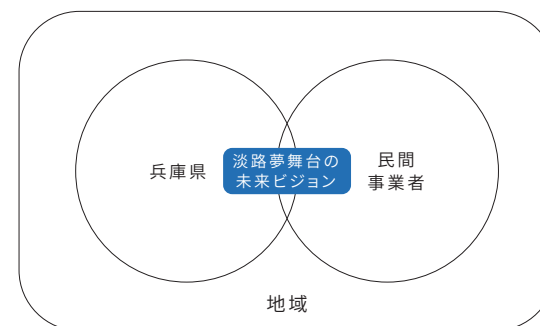 兵庫県
淡路夢舞台の
未来ビジョン
民間
事業者
地域